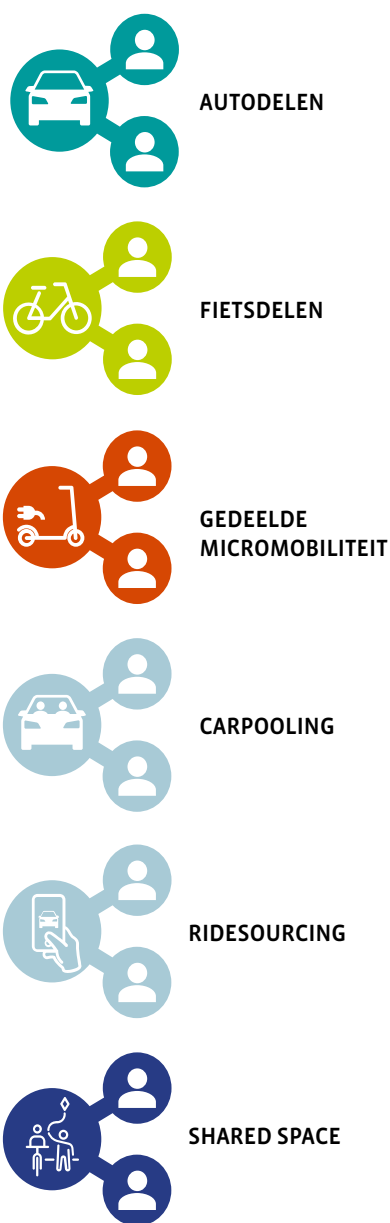 AUTODELEN
FIETSDELEN
GEDEELDE
MICROMOBILITEIT
CARPOOLING
RIDESOURCING
SHARED SPACE